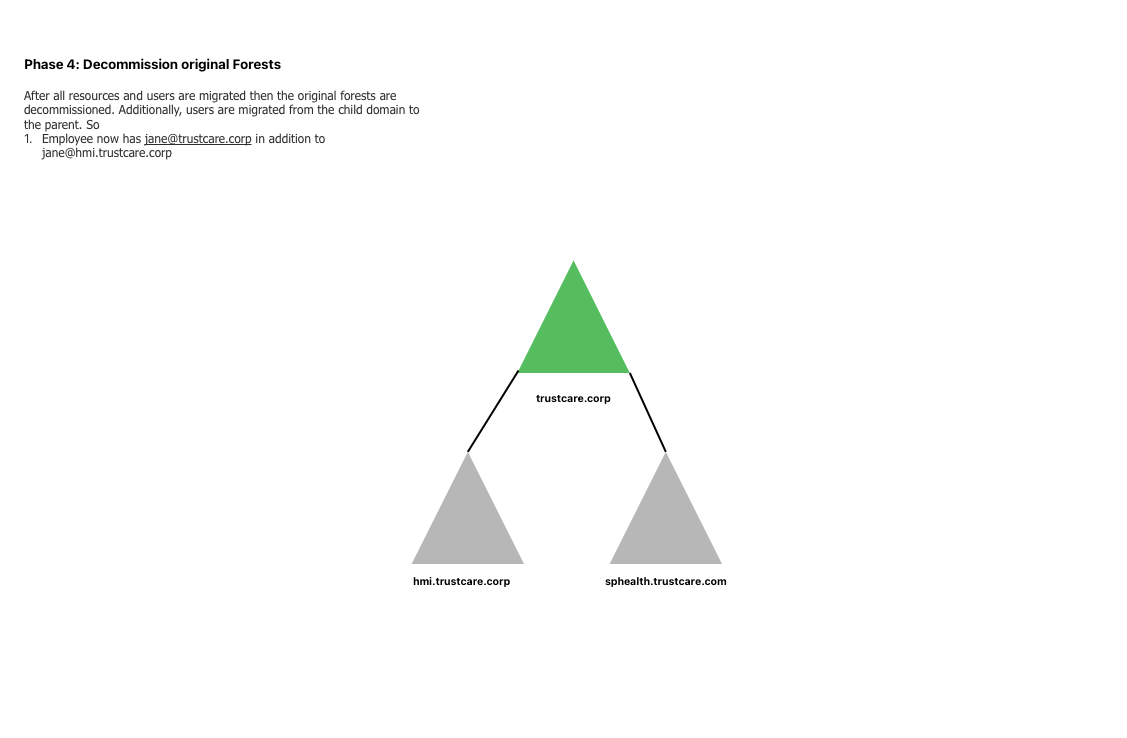 Phase 4: Decommission original Forests
After all resources and users are migrated then the original forests are
decommissioned. Additionally, users are migrated from the child domain to
the parent. So
1. Employee now has jane@trustcare.corp in addition to
jane@hmi.trustcare.corp
trustcare.corp
hmi.trustcare.corp
sphealth.trustcare.com